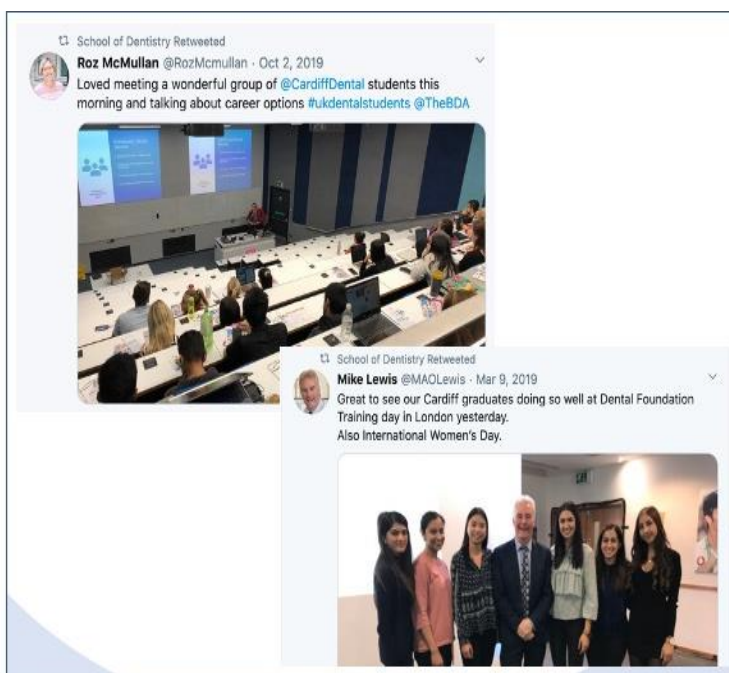 School of Dentistry Retweeted
Roz McMullan @RozMcmullan · Oct 2, 2019
Loved meeting a wonderful group of @CardiffDental students this
morning and talking about career options #ukdentalstudents @TheBDA
School of Dentistry Retweeted
Mike Lewis @MAOLewis · Mar 9, 2019
Great to see our Cardiff graduates doing so well at Dental Foundation
Training day in London yesterday.
Also International Women's Day.